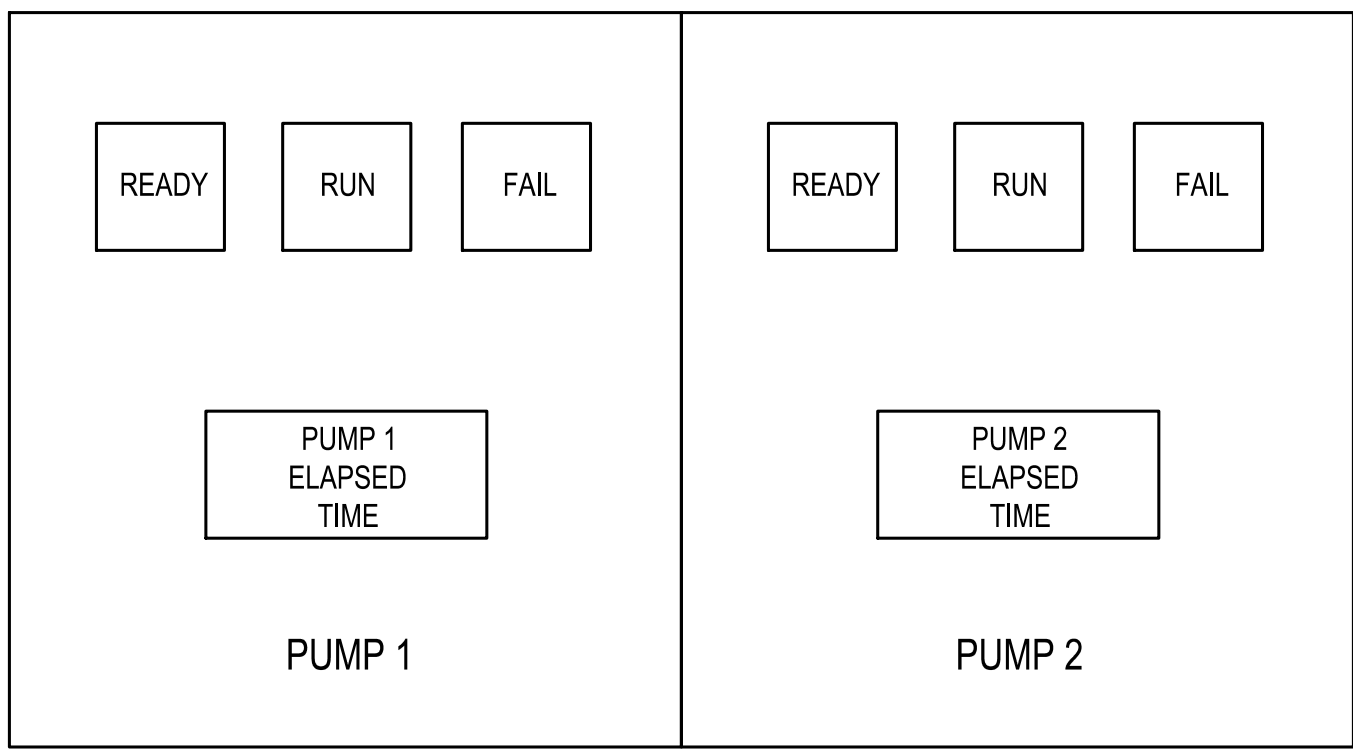 READY RUN FAIL READY RUN FAIL
PUMP 1
ELAPSED
TIME
PUMP 2
ELAPSED
TIME
PUMP 1 PUMP 2